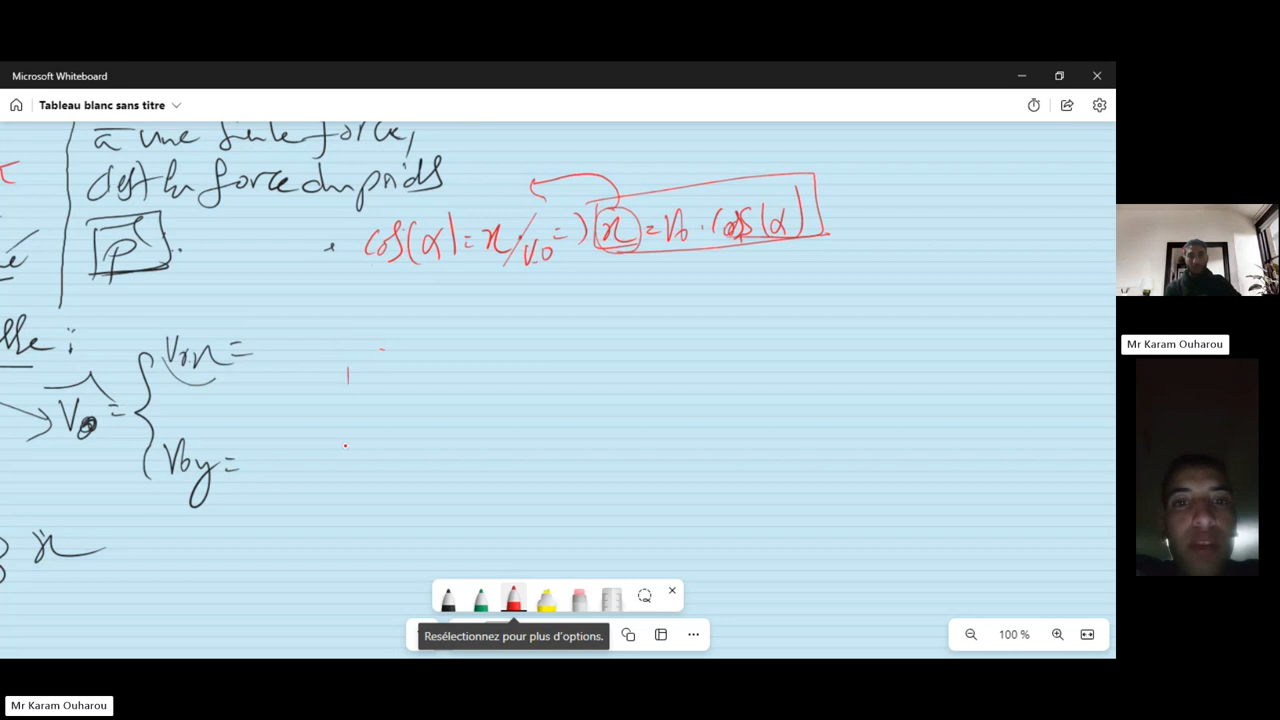 Microsoft Whiteboard
Tableau blanc sans titre
à une seule force,
c'est la force du poids
P.
cos(α) = x/V0 => x = V0 . cos(α)
lle :
V0 = { V0x =
V0y =
x
Mr Karam Ouharou
Resélectionnez pour plus d'options.
100 %
Mr Karam Ouharou